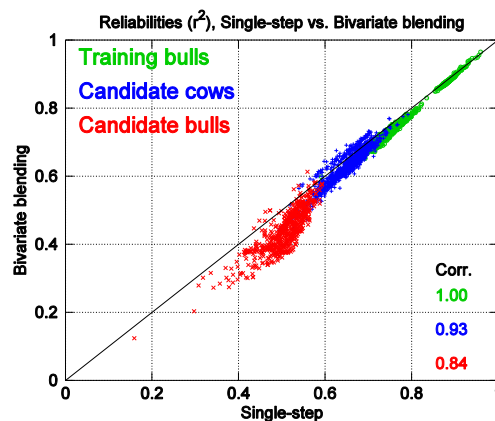 Reliabilities (r²), Single-step vs. Bivariate blending
1
Training bulls
Candidate cows
Candidate bulls
0.8
0.6
0.4
0.2
0
Bivariate blending
Corr.
1.00
0.93
0.84
0
0.2
0.4
0.6
0.8
1
Single-step